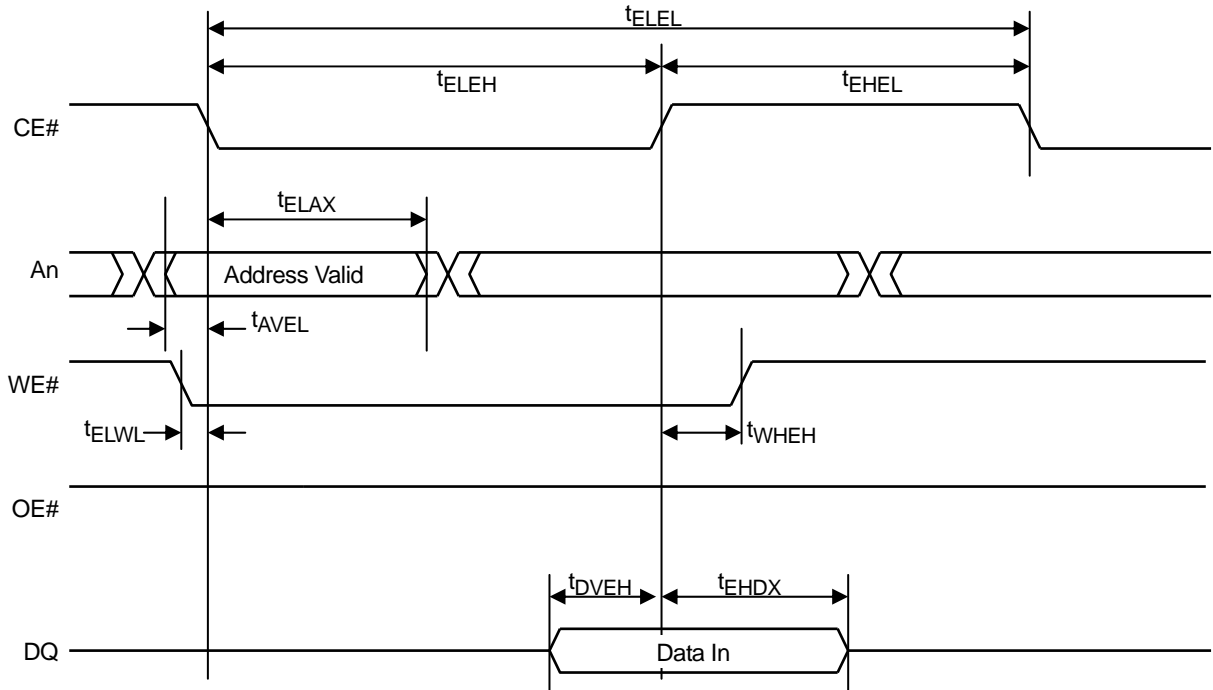 tELEL
tELEH
tEHEL
CE#
tELAX
An
Address Valid
tAVEL
WE#
tELWL
tWHEH
OE#
tDVEH
tEHDX
DQ
Data In